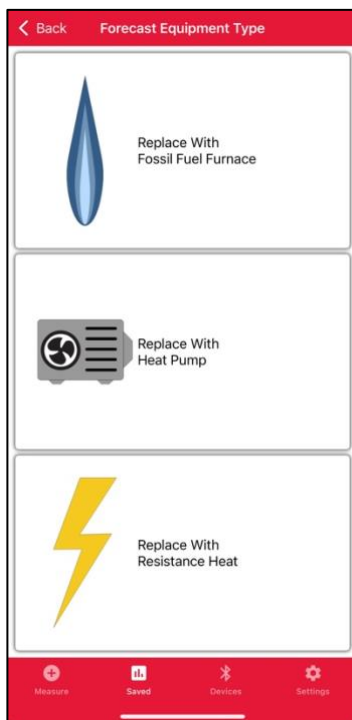 Back Forecast Equipment Type
Replace With
Fossil Fuel Furnace
Replace With
Heat Pump
Replace With
Resistance Heat
Measure Saved Devices Settings